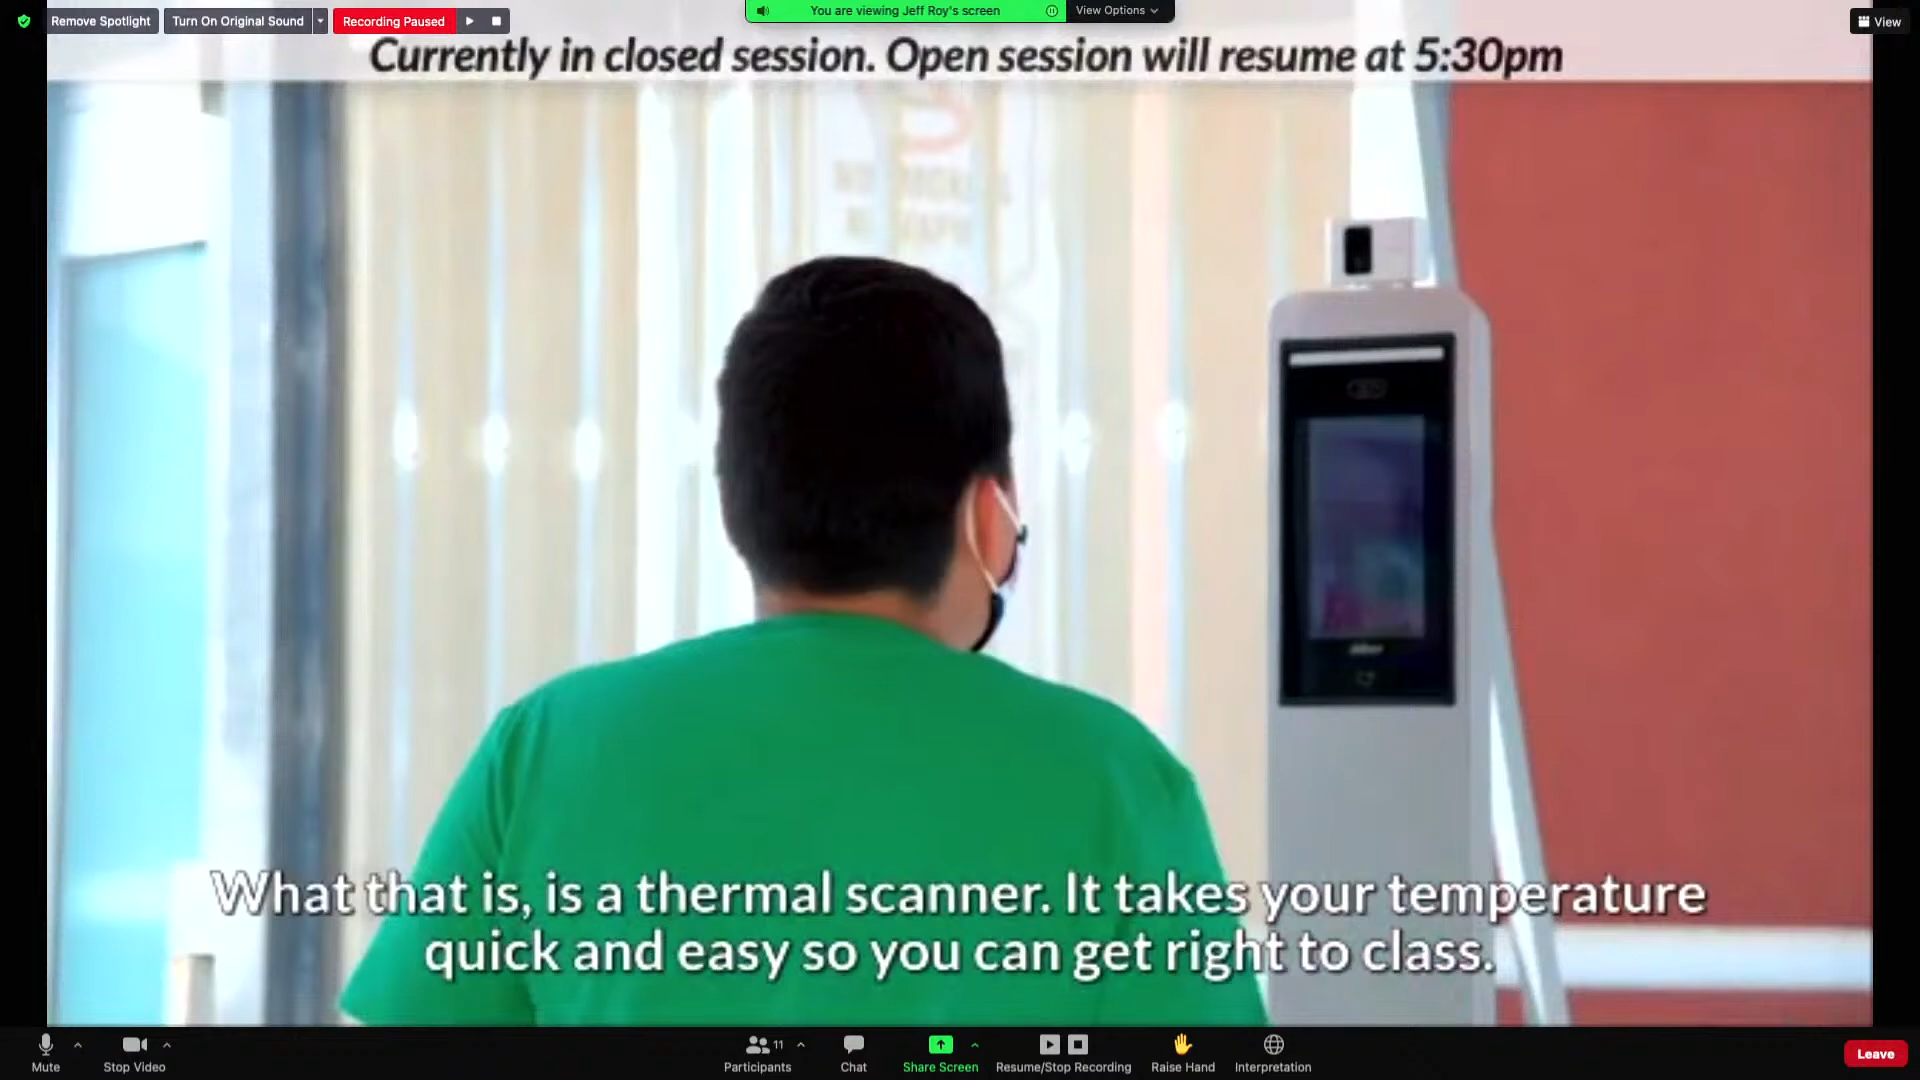 Remove Spotlight
Turn On Original Sound
Recording Paused
You are viewing Jeff Roy's screen
View Options
View
Currently in closed session. Open session will resume at 5:30pm
What that is, is a thermal scanner. It takes your temperature
quick and easy so you can get right to class.
Mute
Stop Video
11
Participants
Chat
Share Screen
Resume/Stop Recording
Raise Hand
Interpretation
Leave